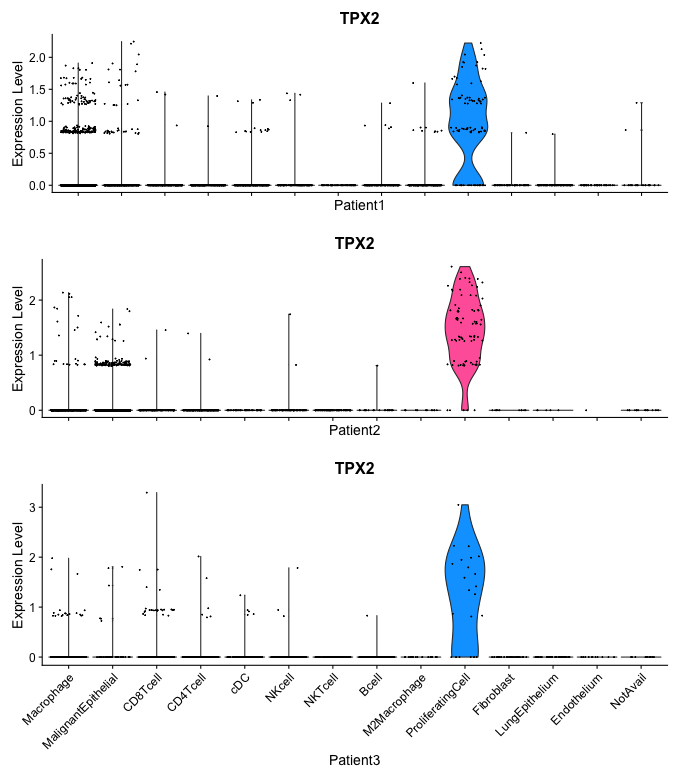 TPX2
Expression Level
2.0
1.5
1.0
0.5
0.0
Patient1
TPX2
Expression Level
2
1
0
Patient2
TPX2
Expression Level
3
2
1
0
Macrophage
MalignantEpithelial
CD8Tcell
CD4Tcell
cDC
NKcell
NKTcell
Bcell
M2Macrophage
ProliferatingCell
Fibroblast
LungEpithelium
Endothelium
NotAvail
Patient3